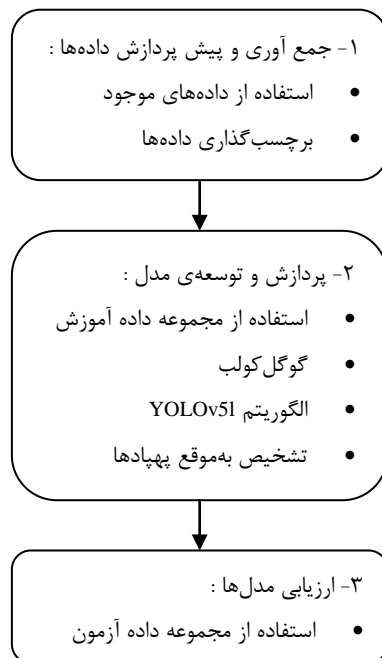 ۱- جمع آوری و پیش پردازش داده‌ها :
• استفاده از داده‌های موجود
• برچسب‌گذاری داده‌ها
۲- پردازش و توسعه‌ی مدل :
• استفاده از مجموعه داده آموزش
• گوگل‌کولب
• الگوریتم YOLOv5l
• تشخیص به‌موقع پهپادها
۳- ارزیابی مدل‌ها :
• استفاده از مجموعه داده آزمون